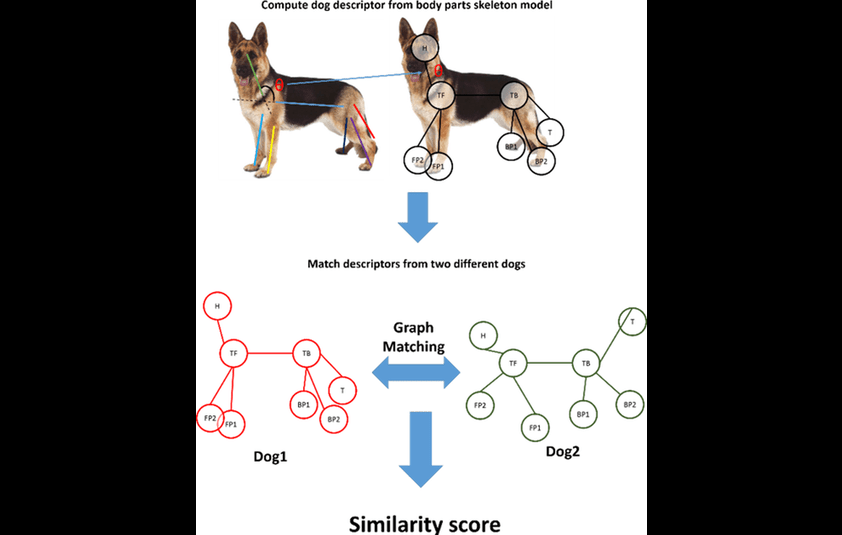 Compute dog descriptor from body parts skeleton model
θ
θ
H
TF
TB
T
BP1
BP2
FP2
FP1
Match descriptors from two different dogs
H
TF
TB
T
BP1
BP2
FP2
FP1
Dog1
Graph
Matching
T
H
TF
TB
FP2
BP2
BP1
FP1
Dog2
Similarity score